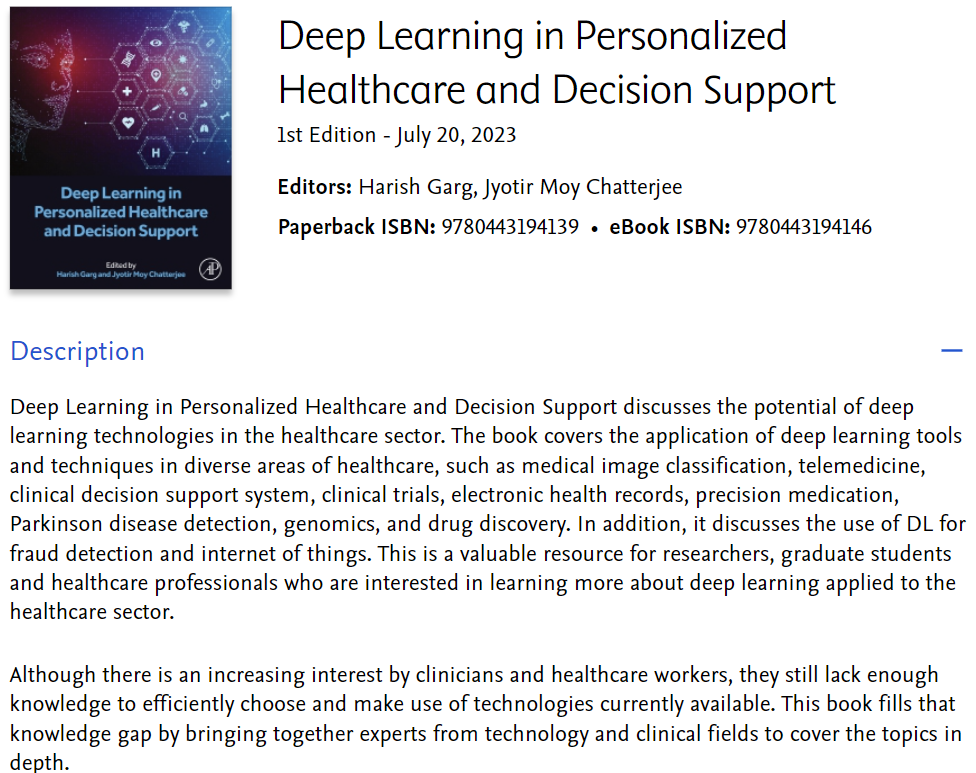 Deep Learning in Personalized
Healthcare and Decision Support
1st Edition - July 20, 2023
Editors: Harish Garg, Jyotir Moy Chatterjee
Paperback ISBN: 9780443194139 • eBook ISBN: 9780443194146
H
Deep Learning in
Personalized Healthcare
and Decision Support
Edited by
Harish Garg and Jyotir Moy Chatterjee
AP
Description
Deep Learning in Personalized Healthcare and Decision Support discusses the potential of deep
learning technologies in the healthcare sector. The book covers the application of deep learning tools
and techniques in diverse areas of healthcare, such as medical image classification, telemedicine,
clinical decision support system, clinical trials, electronic health records, precision medication,
Parkinson disease detection, genomics, and drug discovery. In addition, it discusses the use of DL for
fraud detection and internet of things. This is a valuable resource for researchers, graduate students
and healthcare professionals who are interested in learning more about deep learning applied to the
healthcare sector.
Although there is an increasing interest by clinicians and healthcare workers, they still lack enough
knowledge to efficiently choose and make use of technologies currently available. This book fills that
knowledge gap by bringing together experts from technology and clinical fields to cover the topics in
depth.